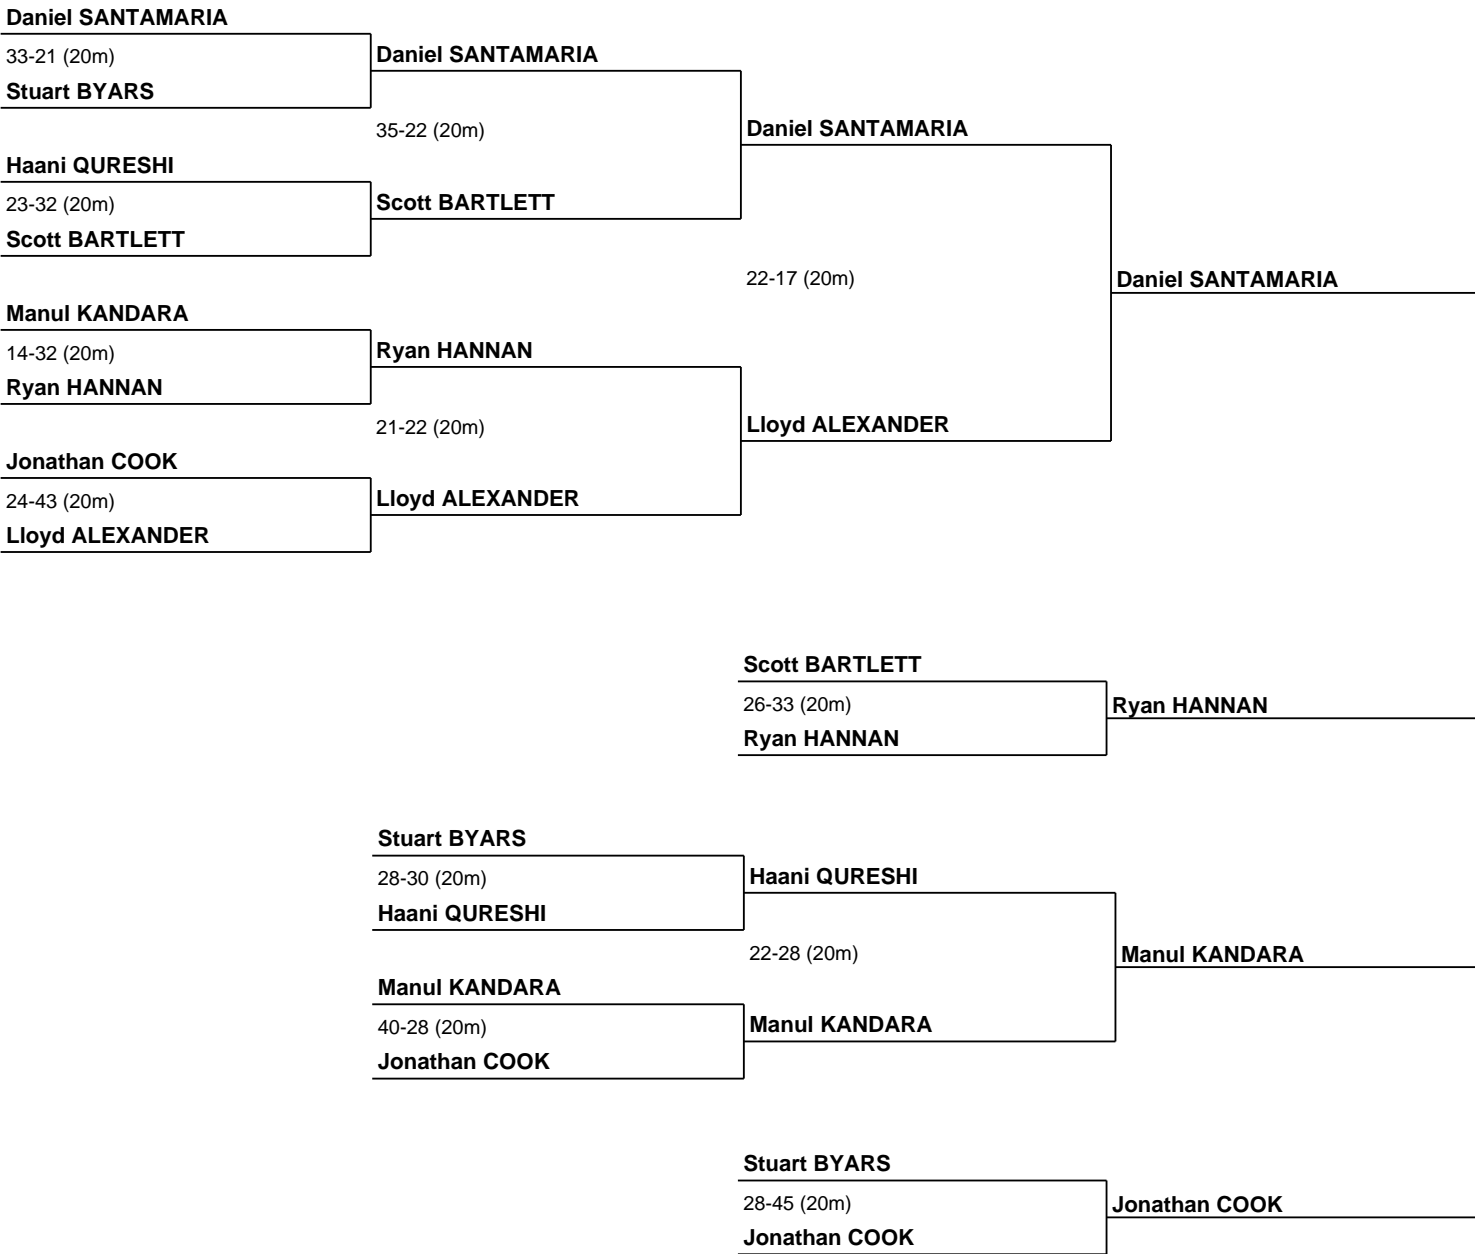 Daniel SANTAMARIA
33-21 (20m)
Daniel SANTAMARIA
Stuart BYARS
35-22 (20m)
Daniel SANTAMARIA
Haani QURESHI
23-32 (20m)
Scott BARTLETT
Scott BARTLETT
22-17 (20m)
Daniel SANTAMARIA
Manul KANDARA
14-32 (20m)
Ryan HANNAN
Ryan HANNAN
21-22 (20m)
Lloyd ALEXANDER
Jonathan COOK
24-43 (20m)
Lloyd ALEXANDER
Lloyd ALEXANDER
Scott BARTLETT
26-33 (20m)
Ryan HANNAN
Ryan HANNAN
Stuart BYARS
28-30 (20m)
Haani QURESHI
Haani QURESHI
22-28 (20m)
Manul KANDARA
Manul KANDARA
40-28 (20m)
Manul KANDARA
Jonathan COOK
Stuart BYARS
28-45 (20m)
Jonathan COOK
Jonathan COOK